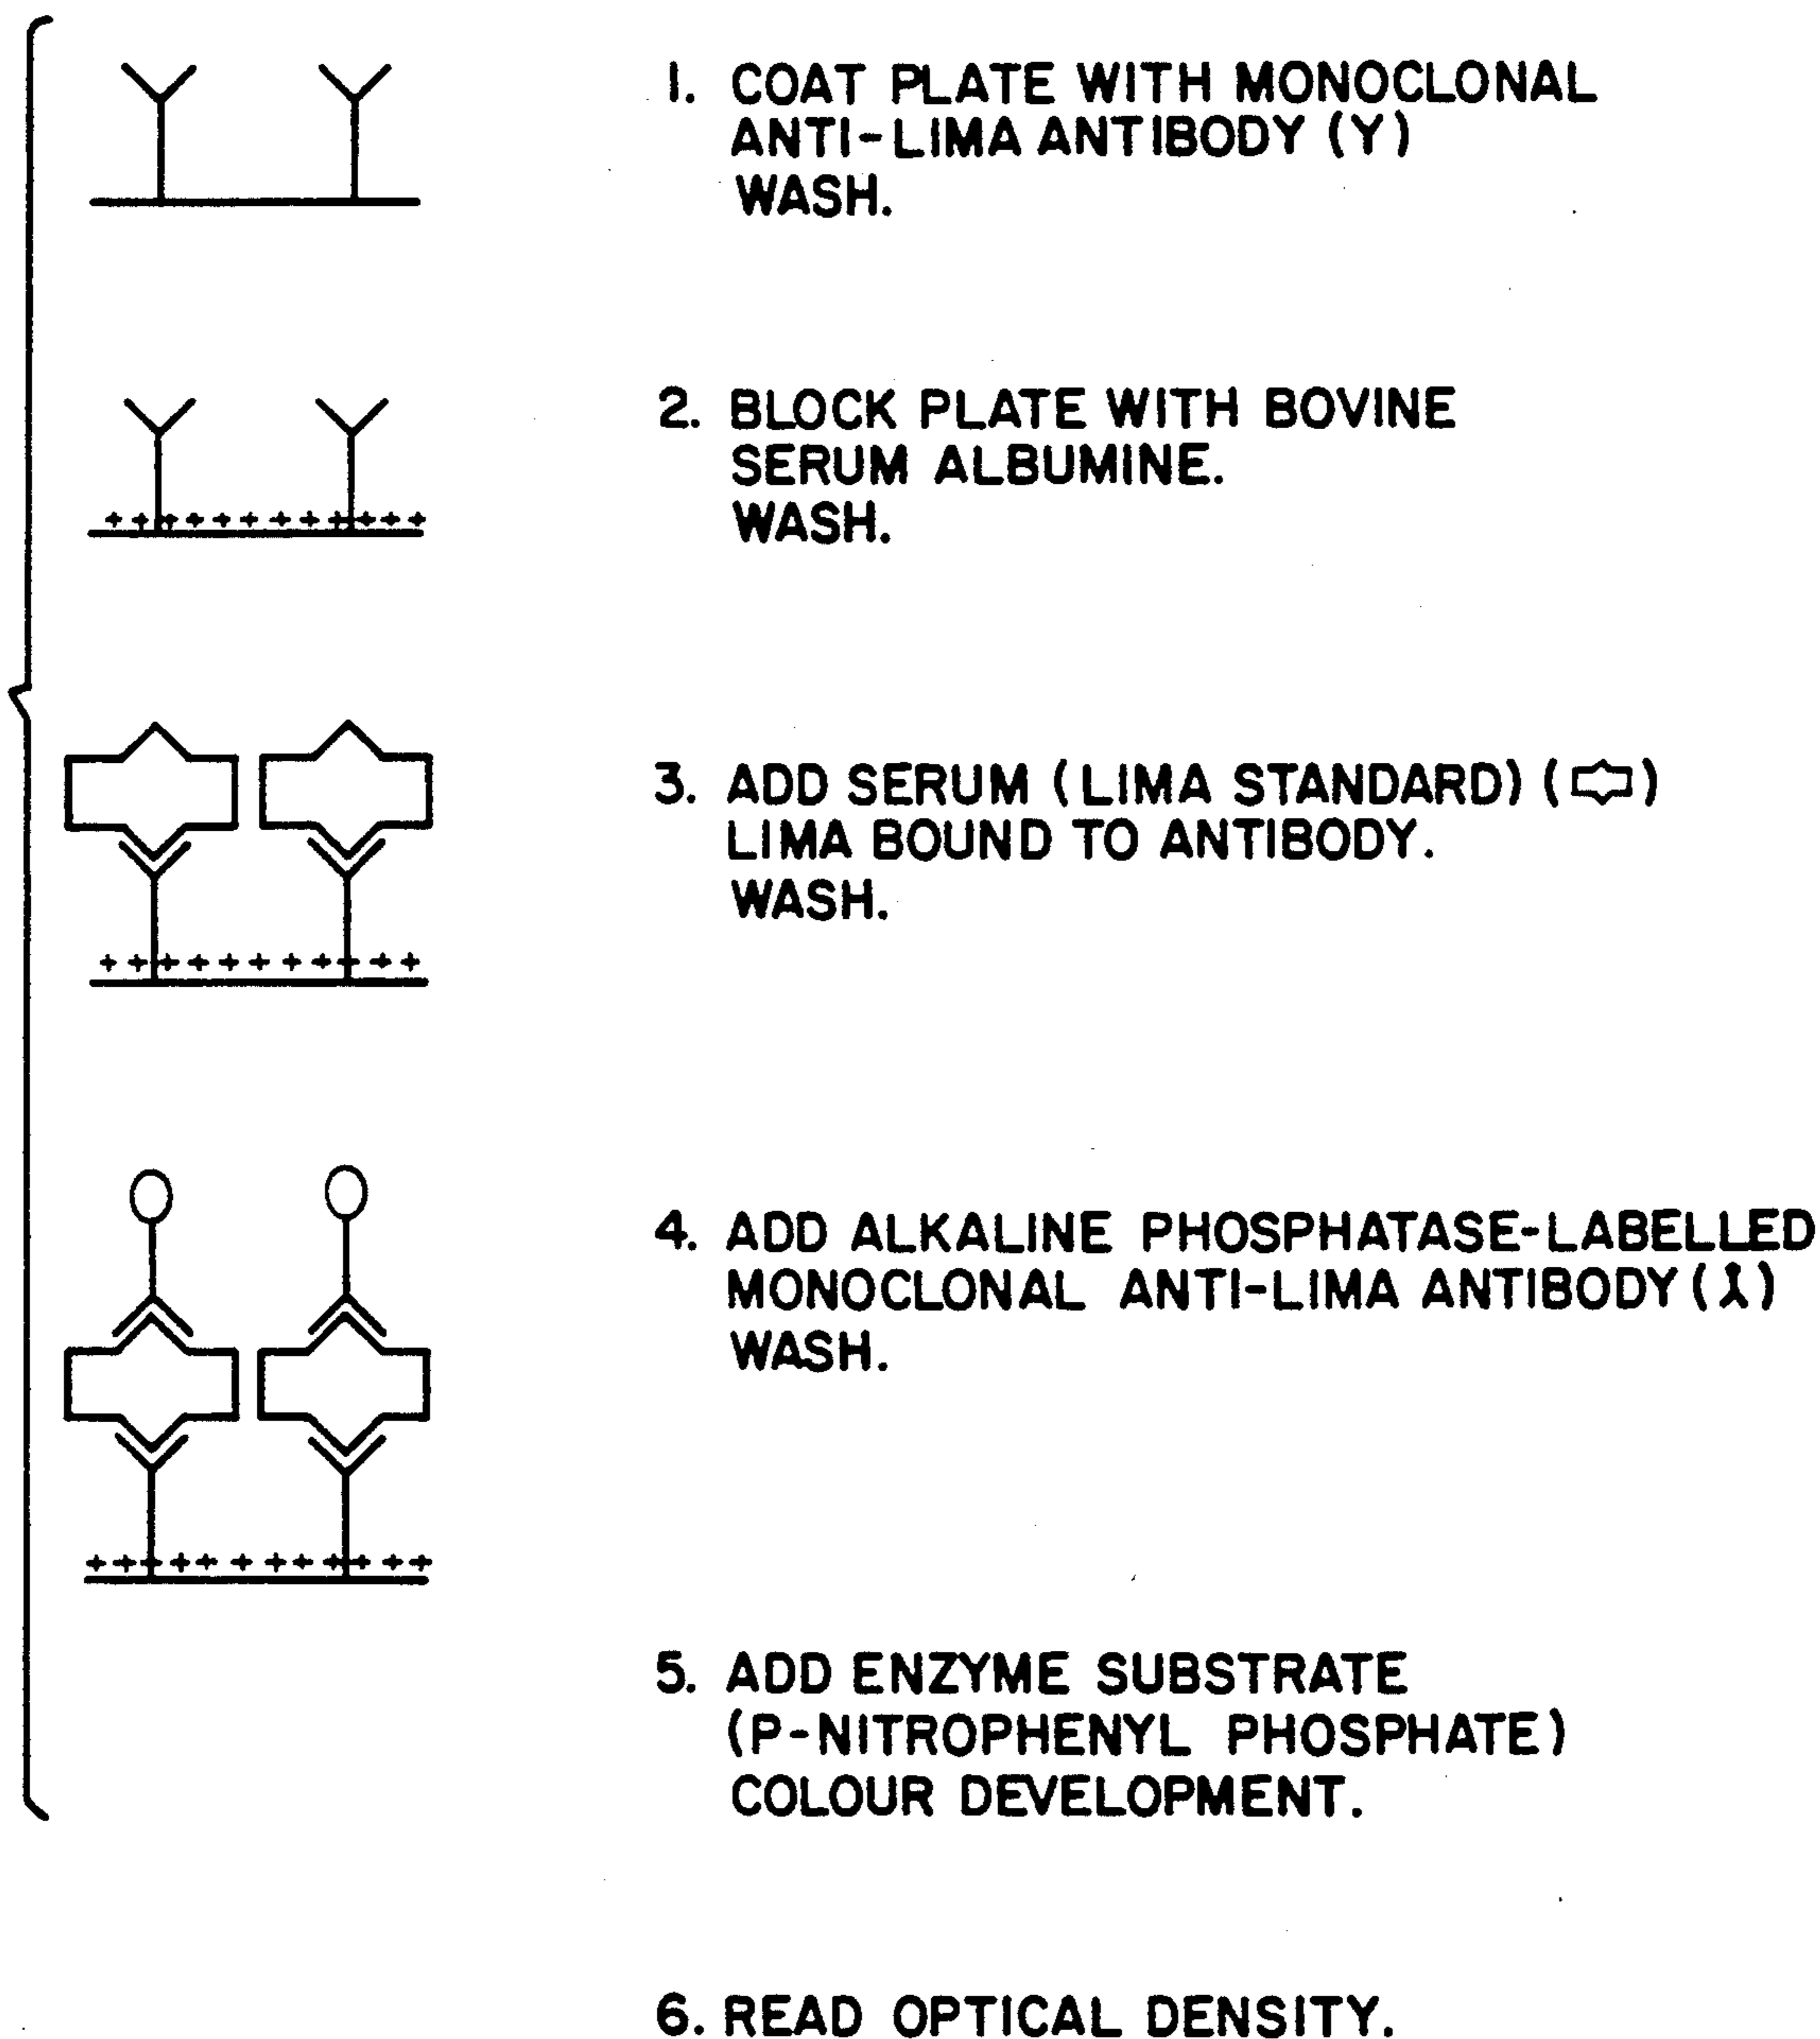 1. COAT PLATE WITH MONOCLONAL
ANTI-LIMA ANTIBODY (Y)
WASH.
2. BLOCK PLATE WITH BOVINE
SERUM ALBUMINE.
WASH.
3. ADD SERUM (LIMA STANDARD) ( )
LIMA BOUND TO ANTIBODY.
WASH.
4. ADD ALKALINE PHOSPHATASE-LABELLED
MONOCLONAL ANTI-LIMA ANTIBODY ( )
WASH.
5. ADD ENZYME SUBSTRATE
(P-NITROPHENYL PHOSPHATE)
COLOUR DEVELOPMENT.
6. READ OPTICAL DENSITY.